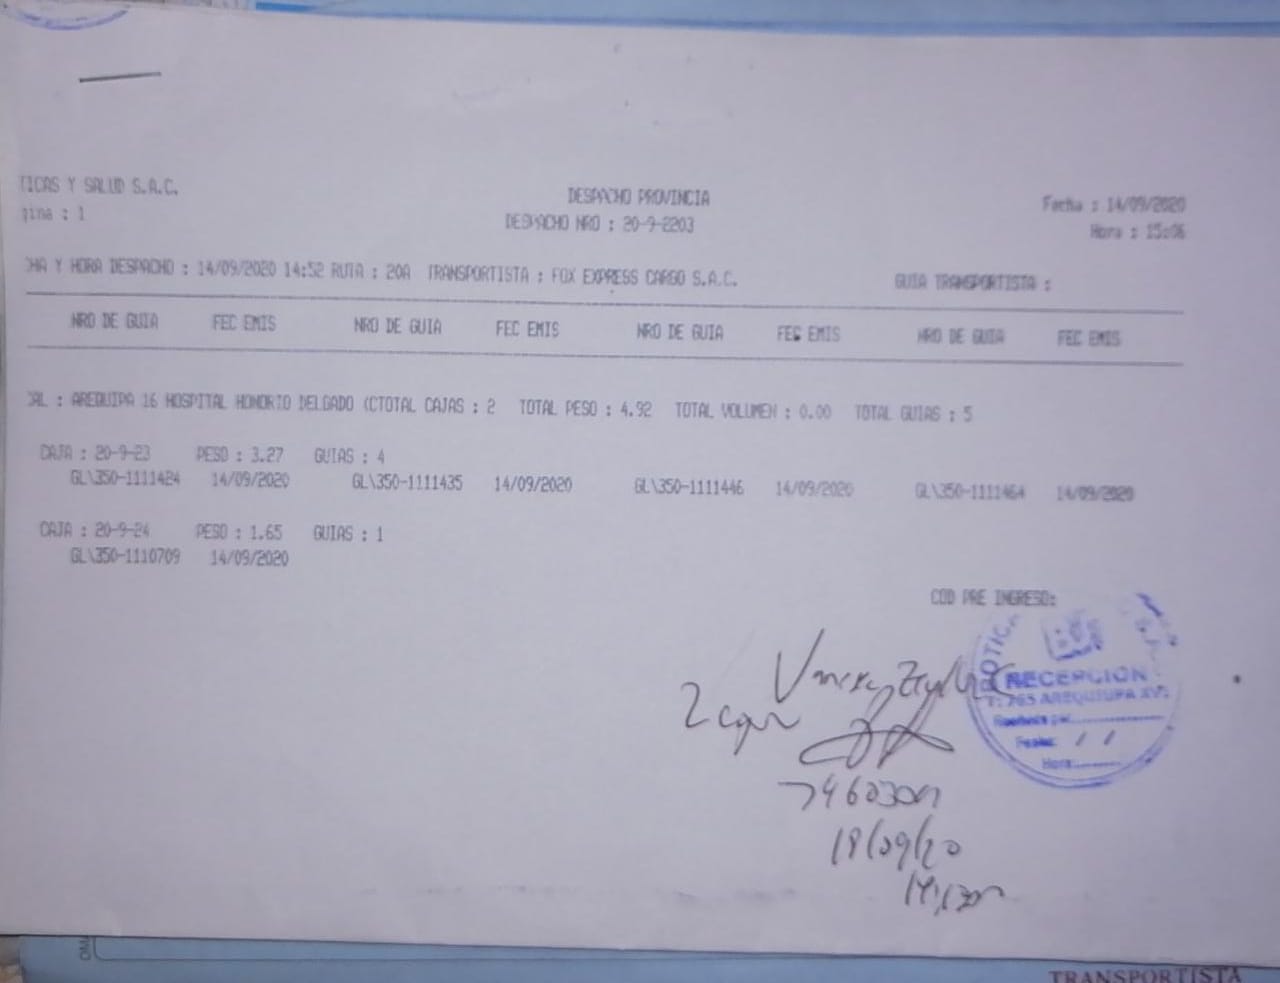 TICAS Y SALUD S.A.C.
DESPACHO PROVINCIA
Fecha : 14/09/2020
gina : 1
DESPACHO NRO : 20-9-2203
Hora : 15:06
CHA Y HORA DESPACHO : 14/09/2020 14:52 RUTA : 20A TRANSPORTISTA : FOX EXPRESS CARGO S.A.C. GUIA TRANSPORTISTA :
NRO DE GUIA FEC EMIS NRO DE GUIA FEC EMIS NRO DE GUIA FEC EMIS NRO DE GUIA FEC EMIS
CAL : AREQUIPA 16 HOSPITAL HONORIO DELGADO (CTOTAL CAJAS : 2 TOTAL PESO : 4.92 TOTAL VOLUMEN : 0.00 TOTAL GUIAS : 5
CAJA : 20-9-23 PESO : 3.27 GUIAS : 4
GL\350-1111424 14/09/2020 GL\350-1111435 14/09/2020 GL\350-1111446 14/09/2020 GL\350-1111464 14/09/2020
CAJA : 20-9-24 PESO : 1.65 GUIAS : 1
GL\350-1110709 14/09/2020
COD PRE INGRESO:
BOTICA
RECEPCION
Recibido por
Fecha: / /
Hora:
2
18/09/20
TRANSPORTISTA